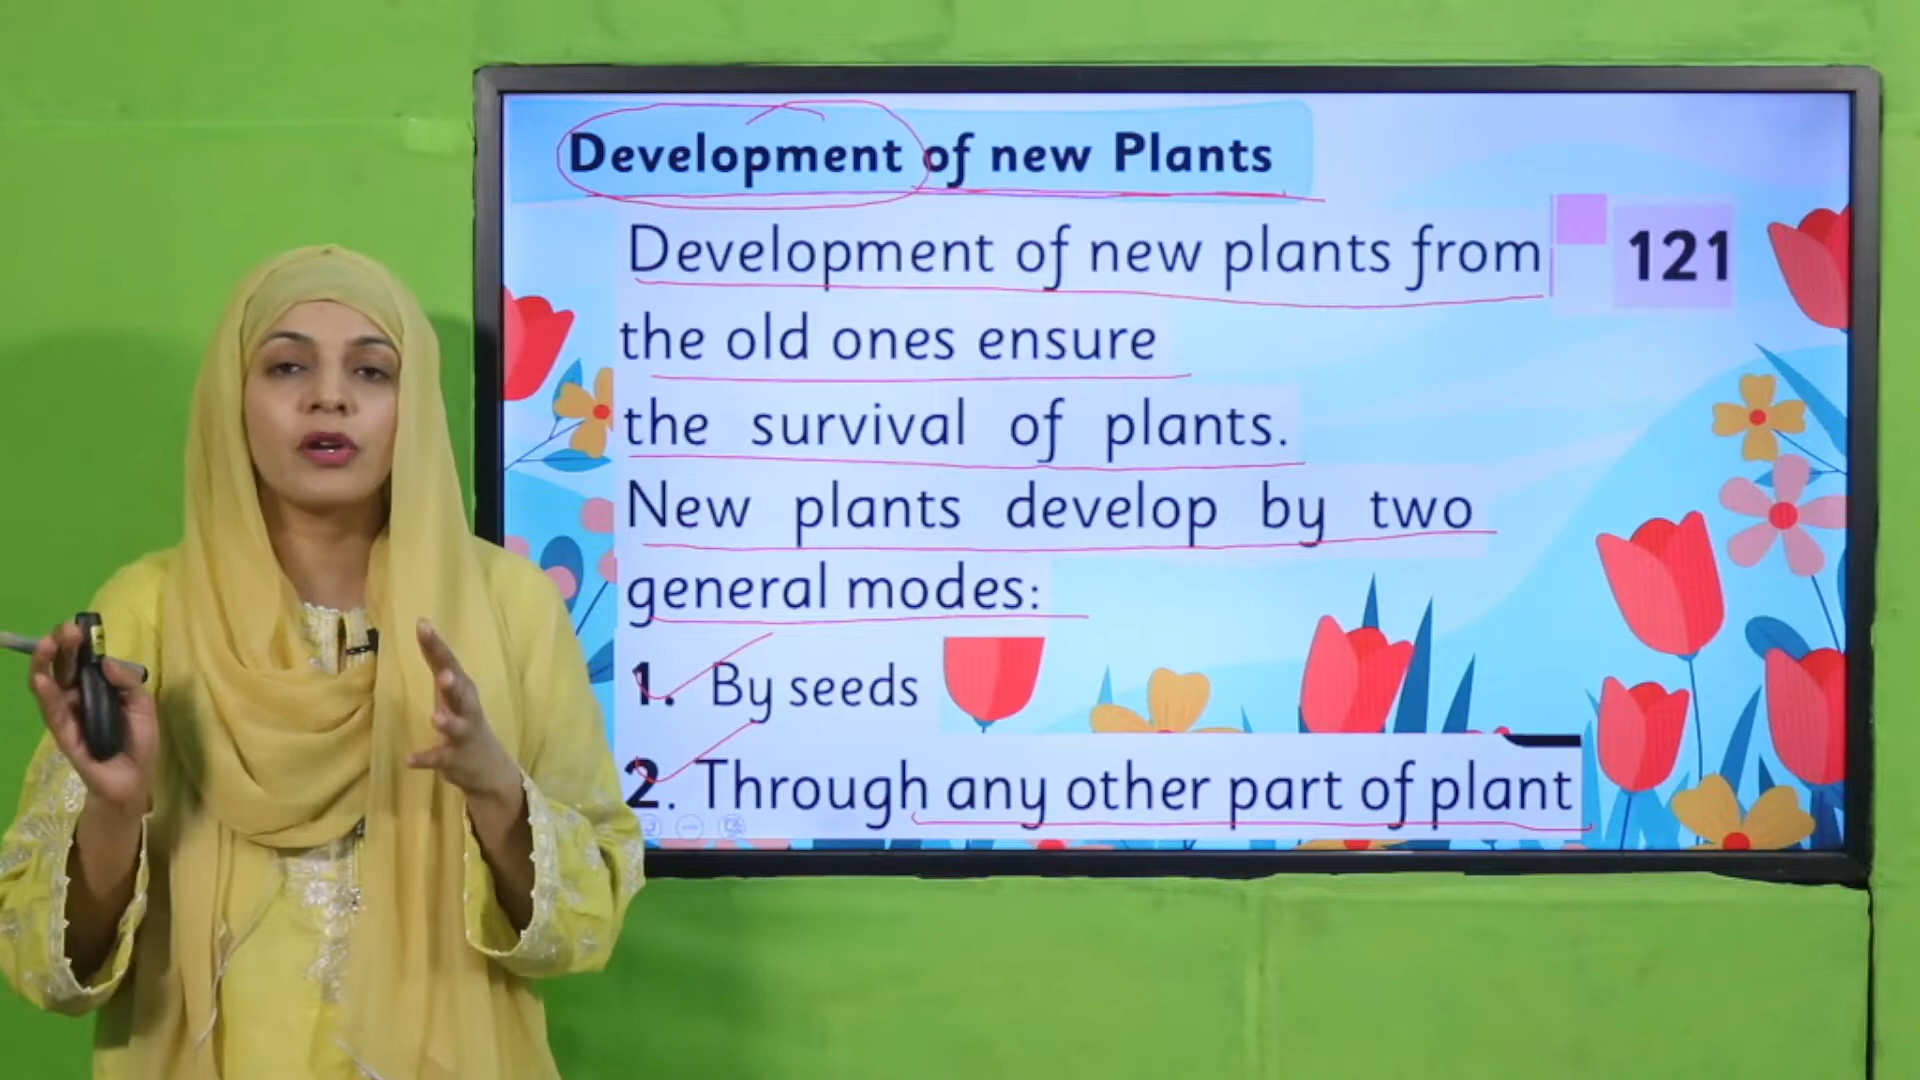 Development of new Plants
Development of new plants from
121
the old ones ensure
the survival of plants.
New plants develop by two
general modes:
1. By seeds
2. Through any other part of plant